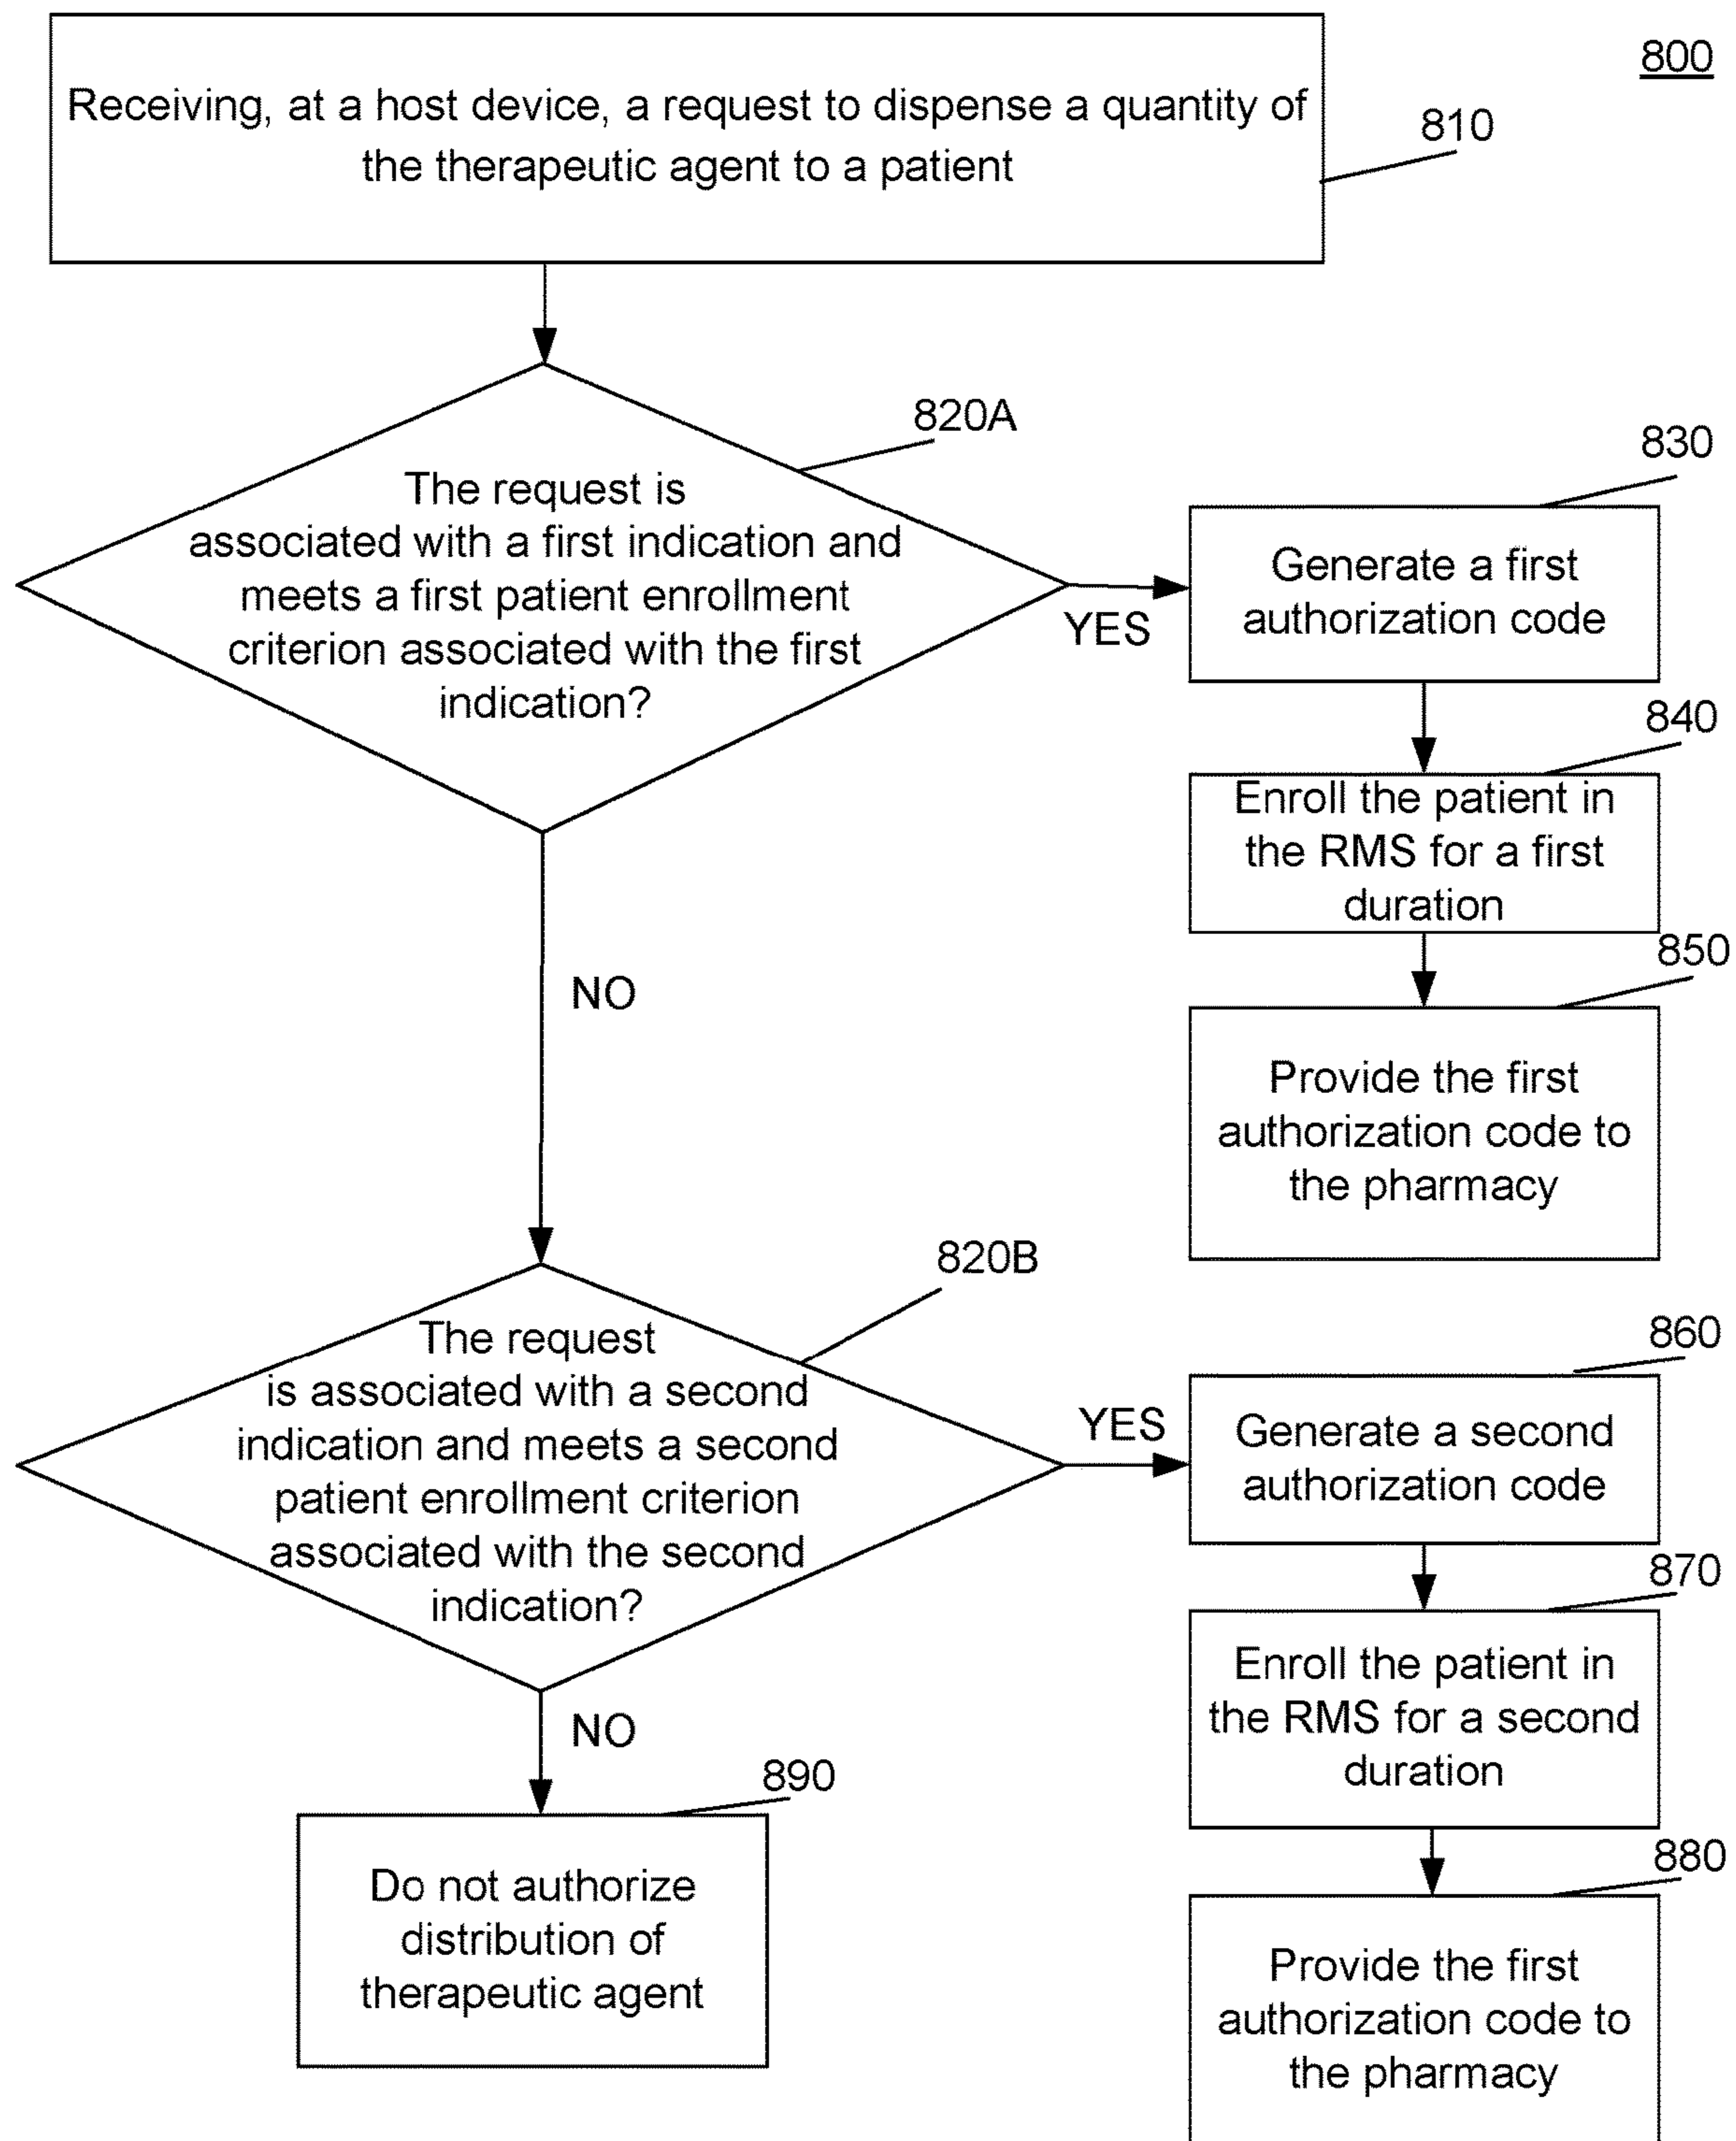 800
Receiving, at a host device, a request to dispense a quantity of
the therapeutic agent to a patient
810
820A
The request is
associated with a first indication and
meets a first patient enrollment
criterion associated with the first
indication?
YES
830
Generate a first
authorization code
840
Enroll the patient in
the RMS for a first
duration
850
Provide the first
authorization code to
the pharmacy
NO
820B
The request
is associated with a second
indication and meets a second
patient enrollment criterion
associated with the second
indication?
YES
860
Generate a second
authorization code
870
Enroll the patient in
the RMS for a second
duration
880
Provide the first
authorization code to
the pharmacy
NO
890
Do not authorize
distribution of
therapeutic agent